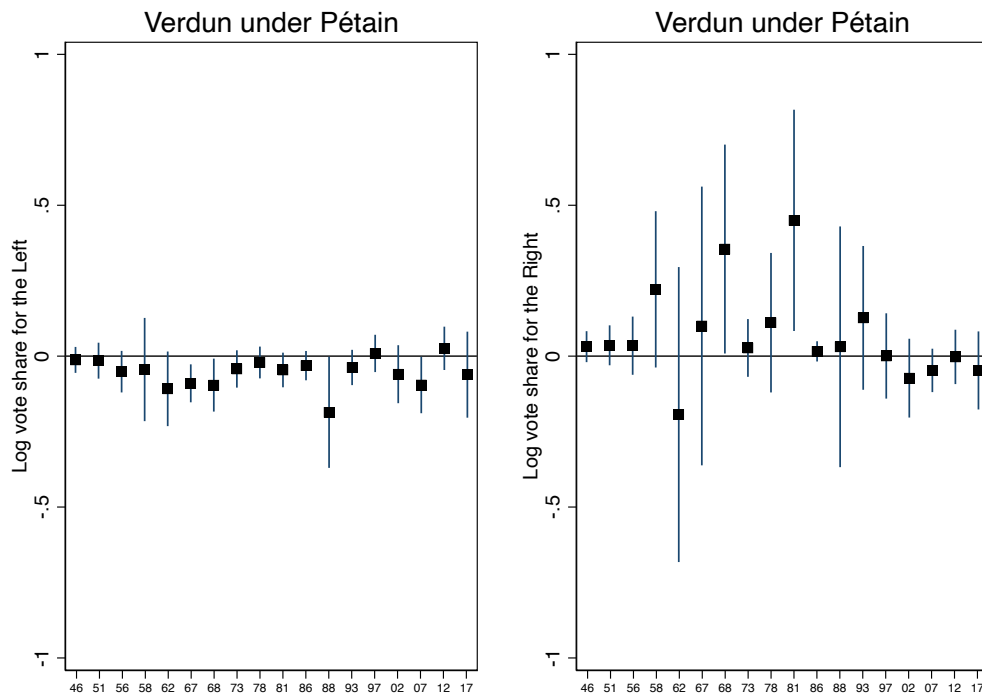 Verdun under Pétain
Log vote share for the Left
1
.5
0
-.5
-1
46 51 56 58 62 67 68 73 78 81 86 88 93 97 02 07 12 17
Verdun under Pétain
Log vote share for the Right
1
.5
0
-.5
-1
46 51 56 58 62 67 68 73 78 81 86 88 93 97 02 07 12 17